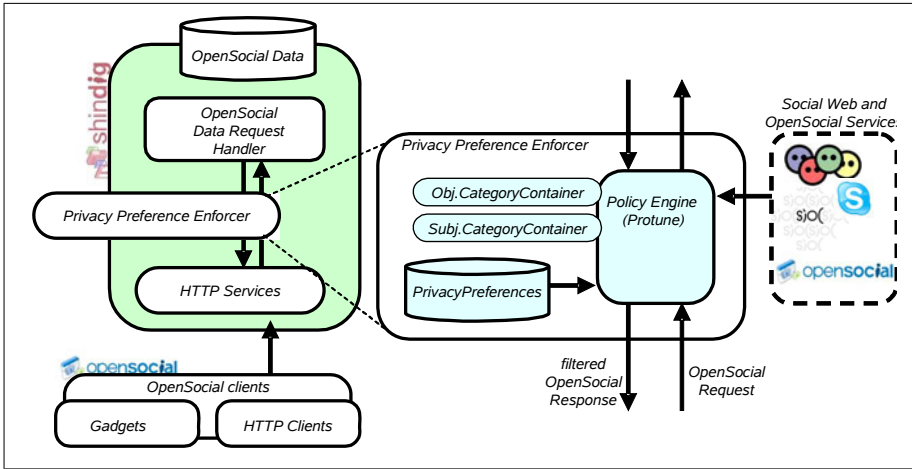 shindig
OpenSocial Data
OpenSocial
Data Request
Handler
Privacy Preference Enforcer
HTTP Services
opensocial
OpenSocial clients
Gadgets
HTTP Clients
Privacy Preference Enforcer
Obj.CategoryContainer
Subj.CategoryContainer
PrivacyPreferences
Policy Engine
(Protune)
filtered
OpenSocial
Response
OpenSocial
Request
Social Web and
OpenSocial Services
S
opensocial